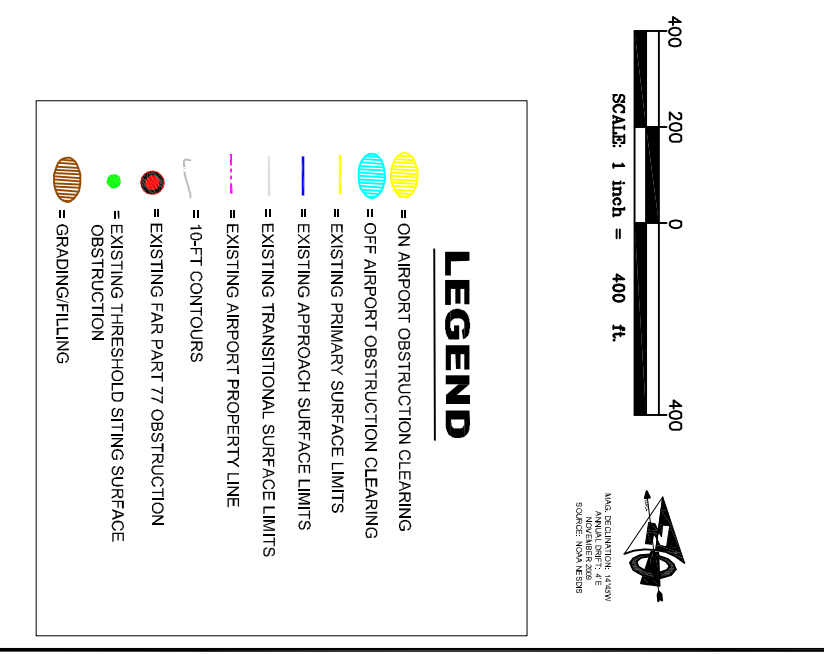 400 200 0 400
SCALE: 1 inch = 400 ft.
MAG. DECLINATION: 14°45'W
ANNUAL DRIFT: 4' E
NOVEMBER 2009
SOURCE: NOAA NESDIS
LEGEND
= ON AIRPORT OBSTRUCTION CLEARING
= OFF AIRPORT OBSTRUCTION CLEARING
= EXISTING PRIMARY SURFACE LIMITS
= EXISTING APPROACH SURFACE LIMITS
= EXISTING TRANSITIONAL SURFACE LIMITS
= EXISTING AIRPORT PROPERTY LINE
= 10-FT CONTOURS
= EXISTING FAR PART 77 OBSTRUCTION
= EXISTING THRESHOLD SITING SURFACE
OBSTRUCTION
= GRADING/FILLING